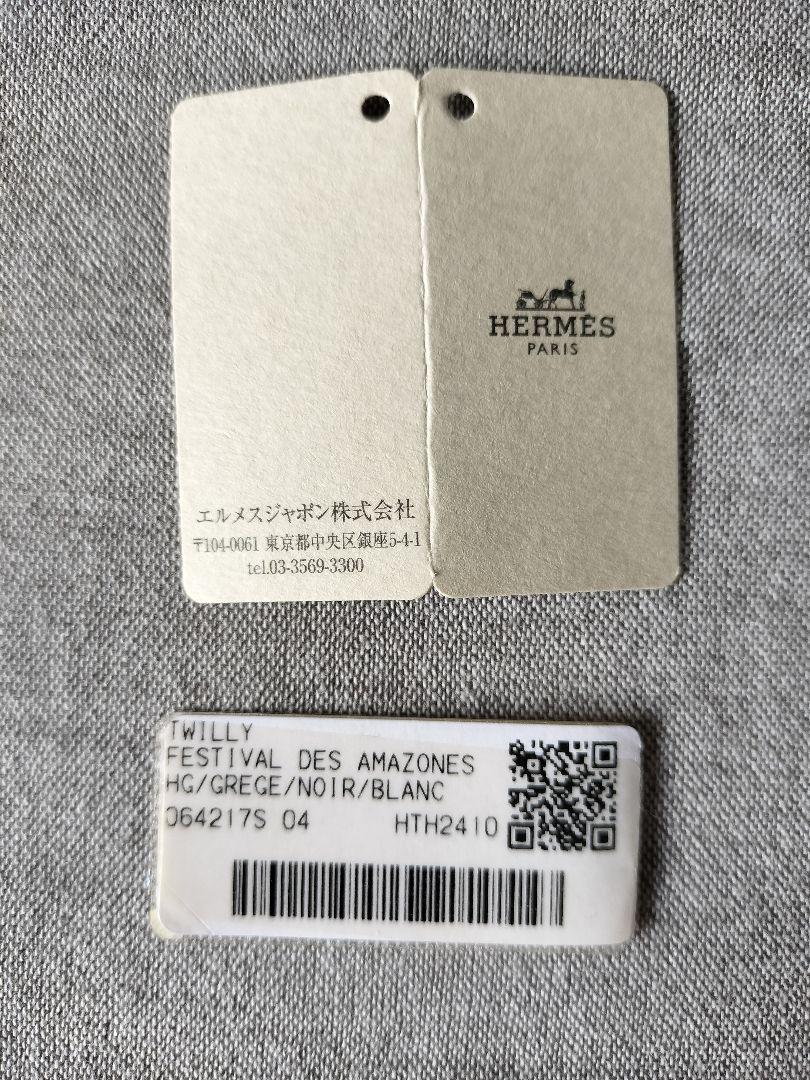 HERMÈS
PARIS
エルメスジャポン株式会社
〒104-0061 東京都中央区銀座5-4-1
tel.03-3569-3300
TWILLY
FESTIVAL DES AMAZONES
HG/GREGE/NOIR/BLANC
064217S 04 HTH2410